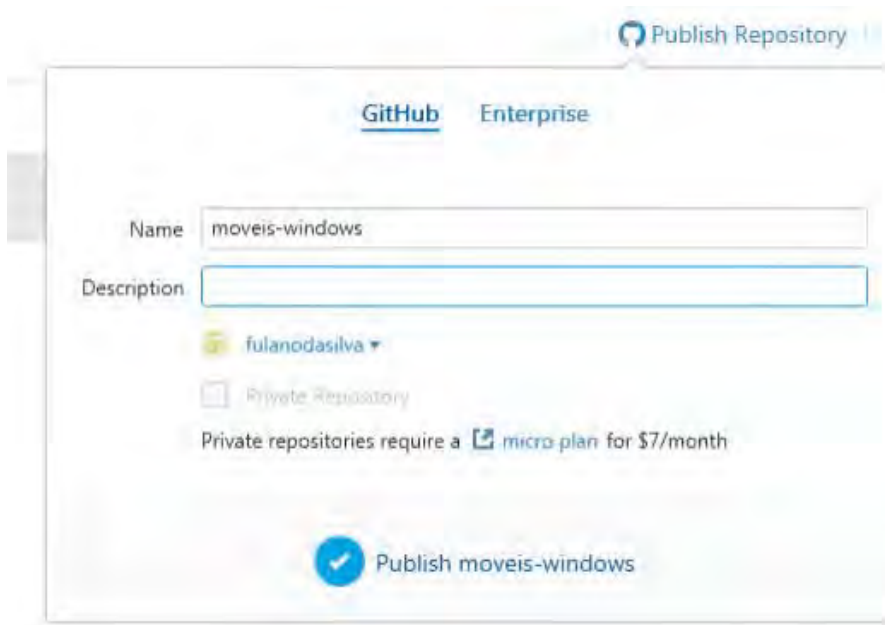 Publish Repository
GitHub Enterprise
Name moveis-windows
Description
fulanodasilva
Private Repository
Private repositories require a micro plan for $7/month
Publish moveis-windows